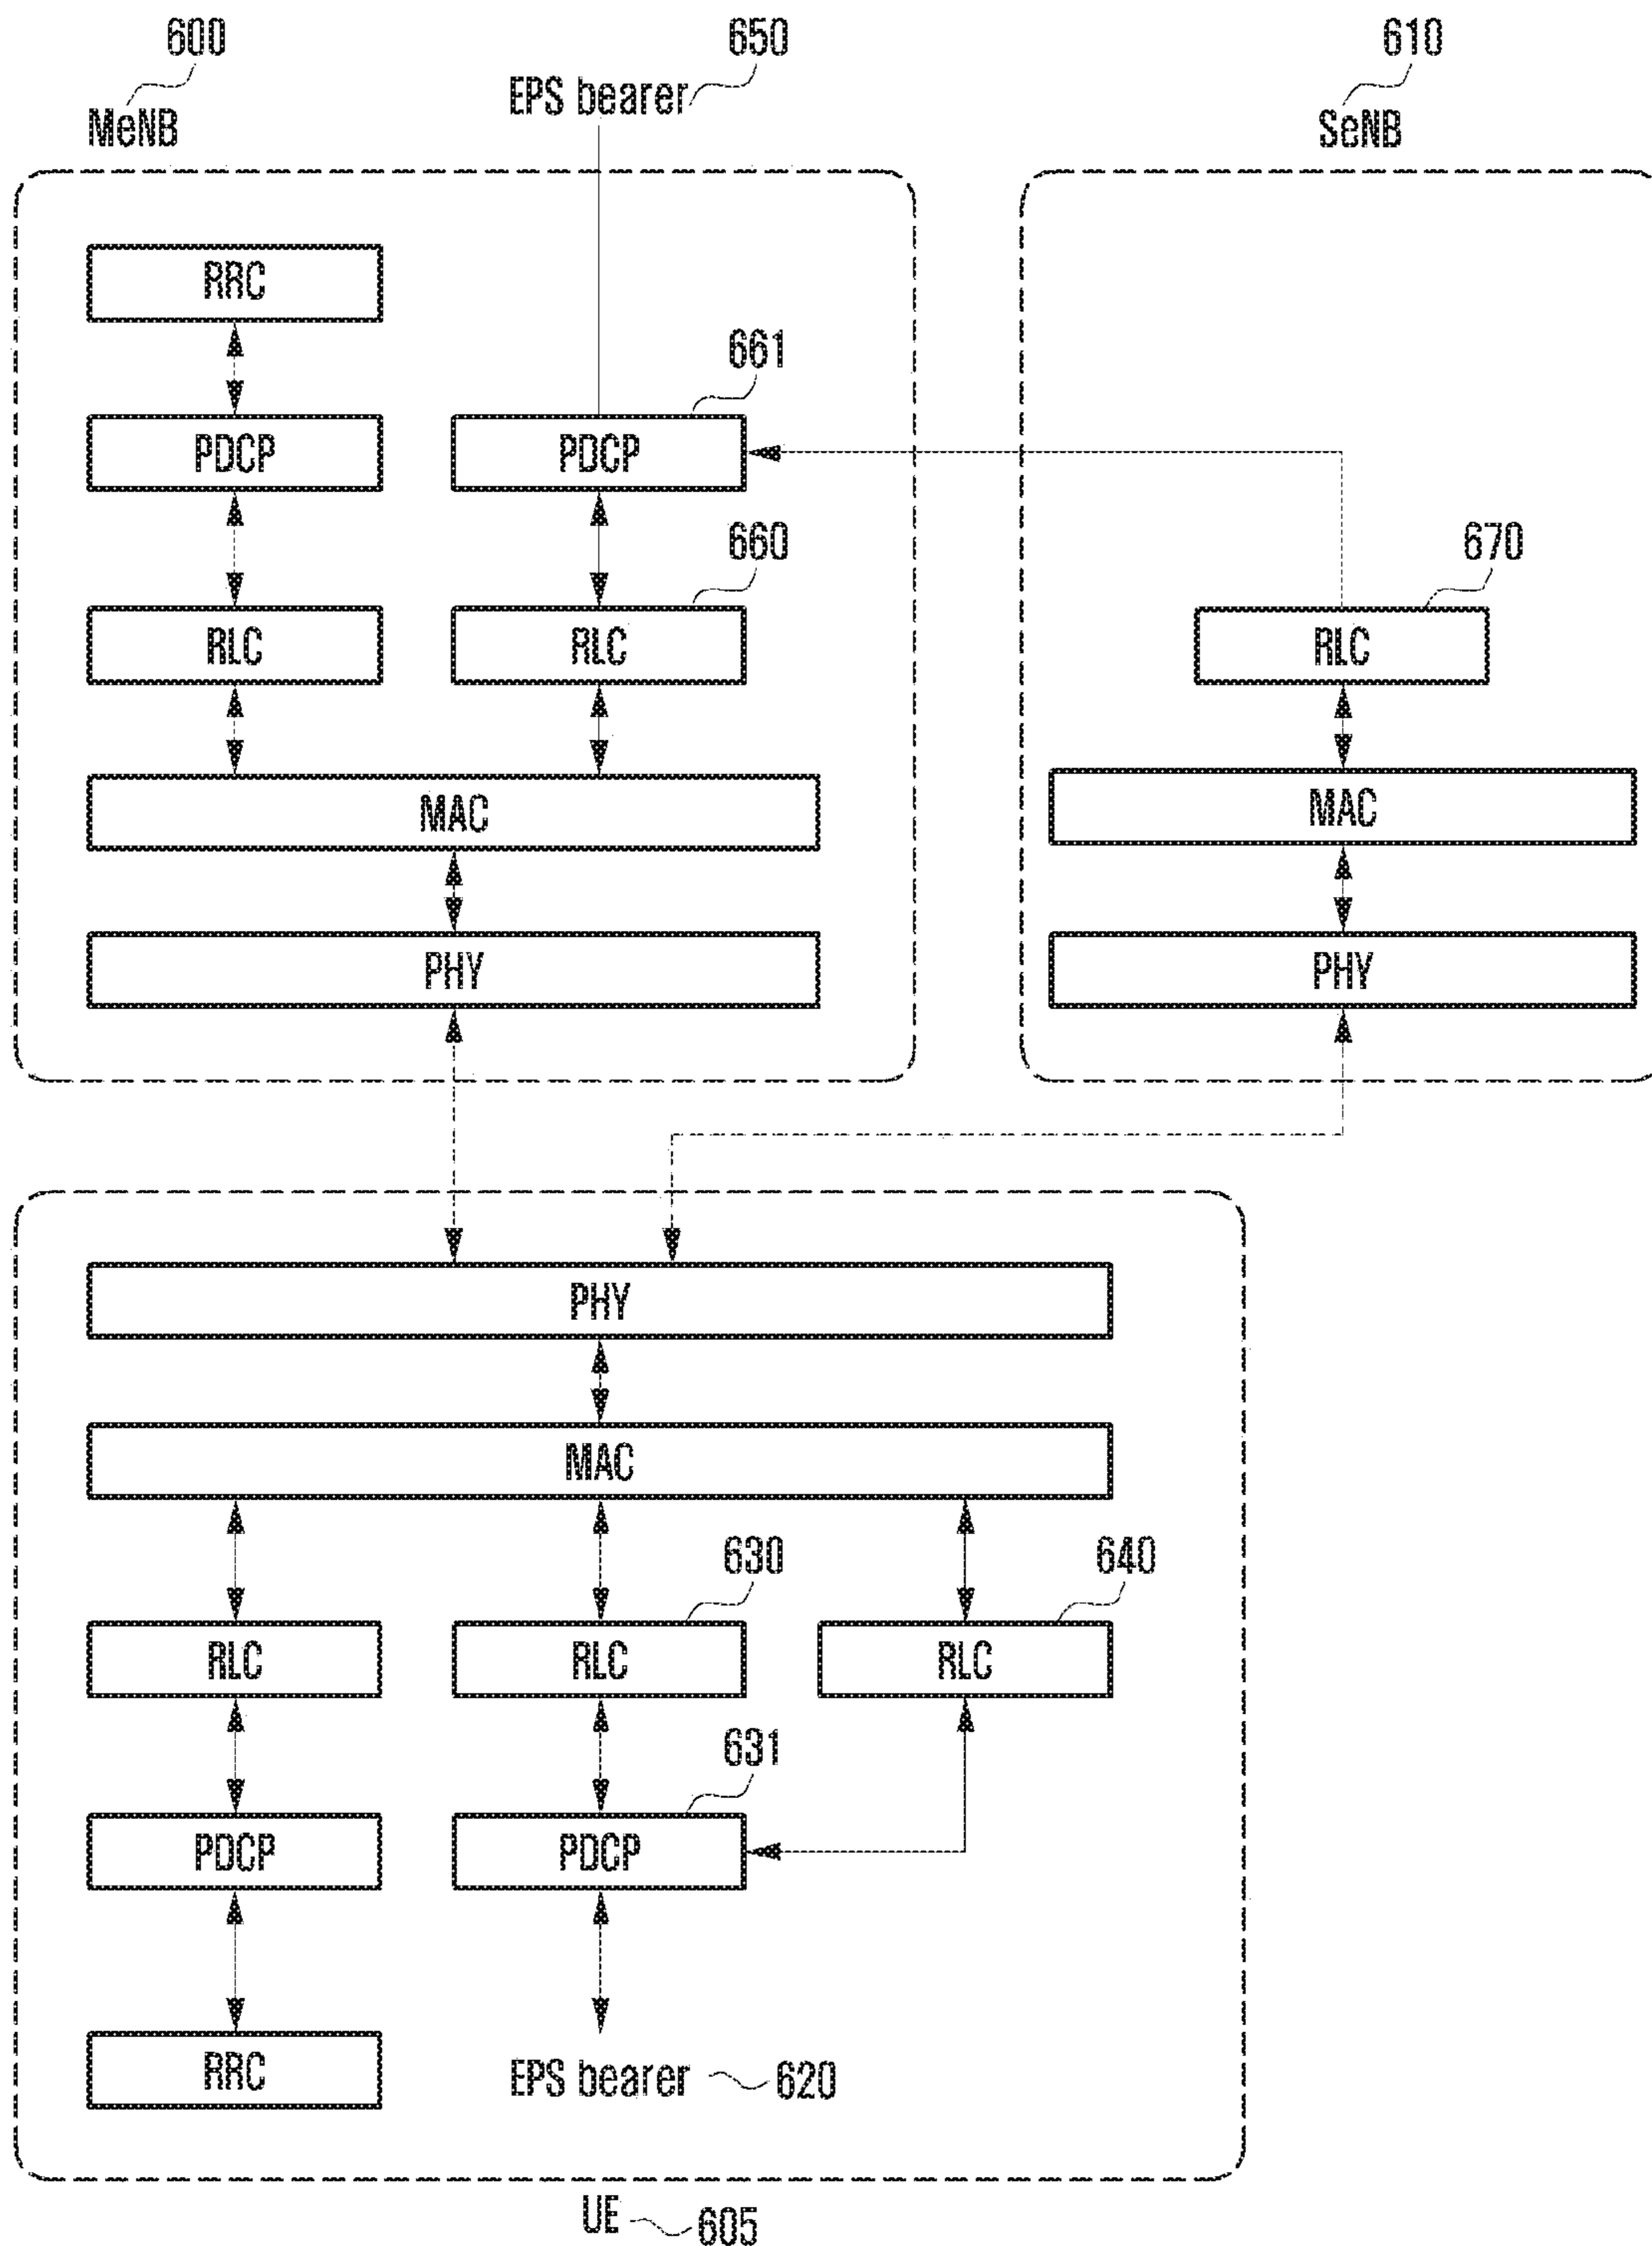 600
650
610
MeNB
EPS bearer
SeNB
RRC
661
PDCP
PDCP
660
670
RLC
RLC
RLC
MAC
MAC
PHY
PHY
PHY
MAC
630
640
RLC
RLC
RLC
631
PDCP
PDCP
RRC
EPS bearer
620
UE
605